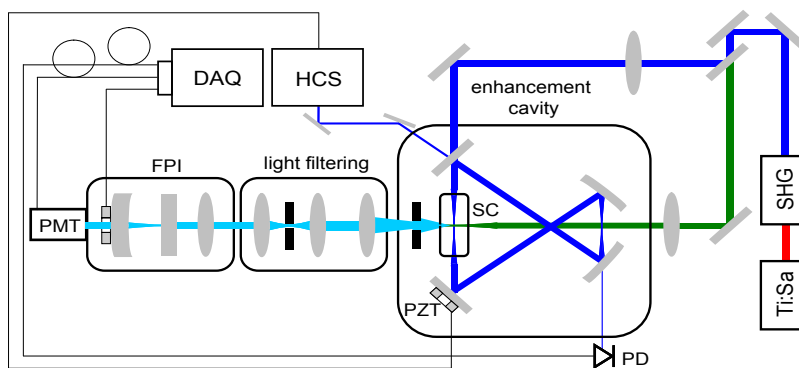 DAQ
HCS
enhancement
cavity
FPI
light filtering
PMT
SC
SHG
Ti:Sa
PZT
PD